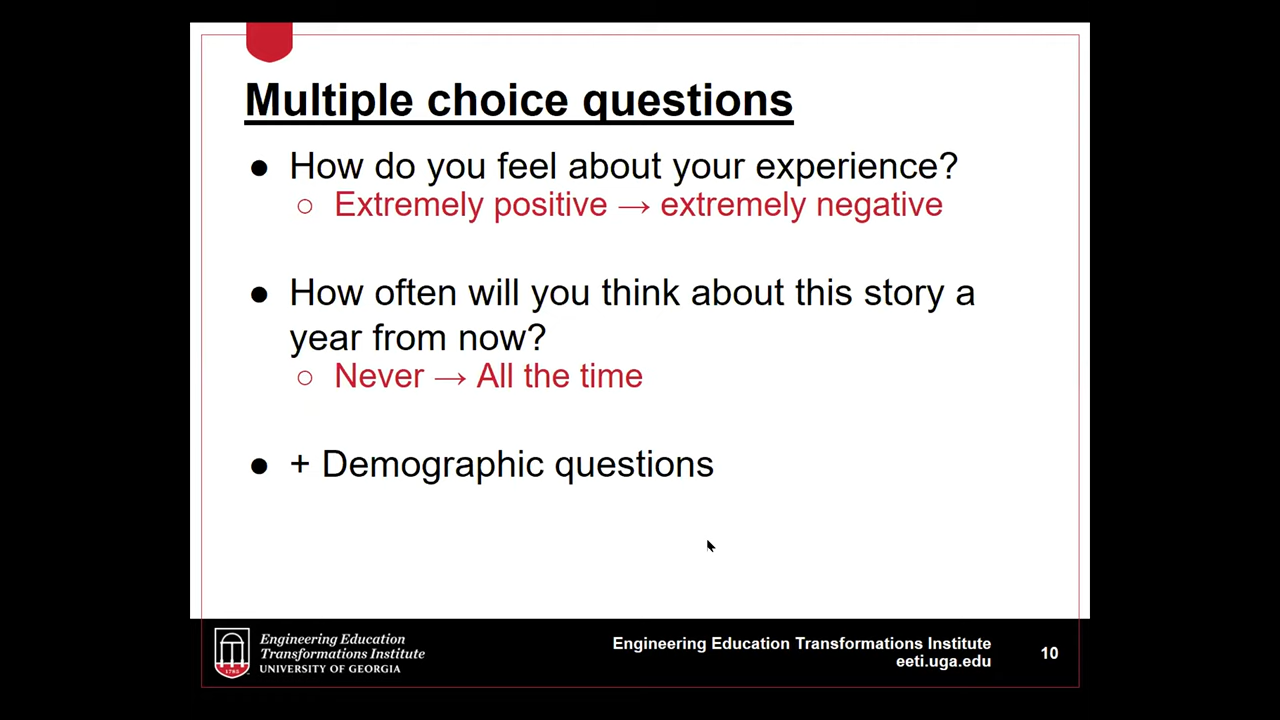 Multiple choice questions
● How do you feel about your experience?
○ Extremely positive → extremely negative
● How often will you think about this story a
year from now?
○ Never → All the time
● + Demographic questions
Engineering Education
Transformations Institute
UNIVERSITY OF GEORGIA
1785
Engineering Education Transformations Institute
eeti.uga.edu
10